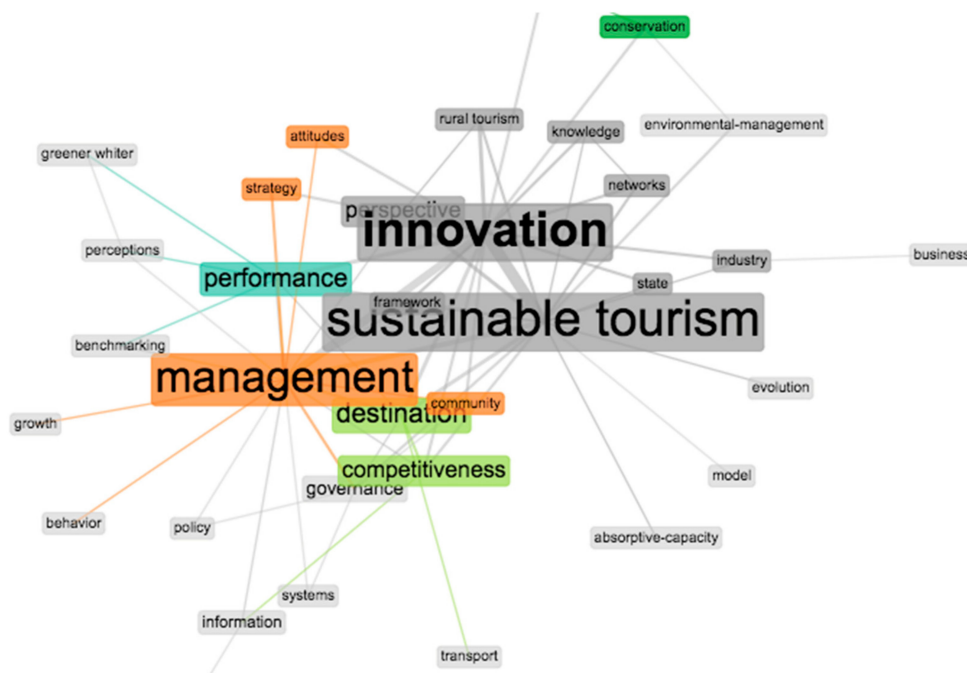 conservation
rural tourism
knowledge
environmental-management
attitudes
greener whiter
strategy
networks
perspective
innovation
perceptions
industry
business
performance
state
framework
sustainable tourism
benchmarking
management
evolution
community
destination
growth
competitiveness
model
governance
behavior
policy
absorptive-capacity
systems
information
transport